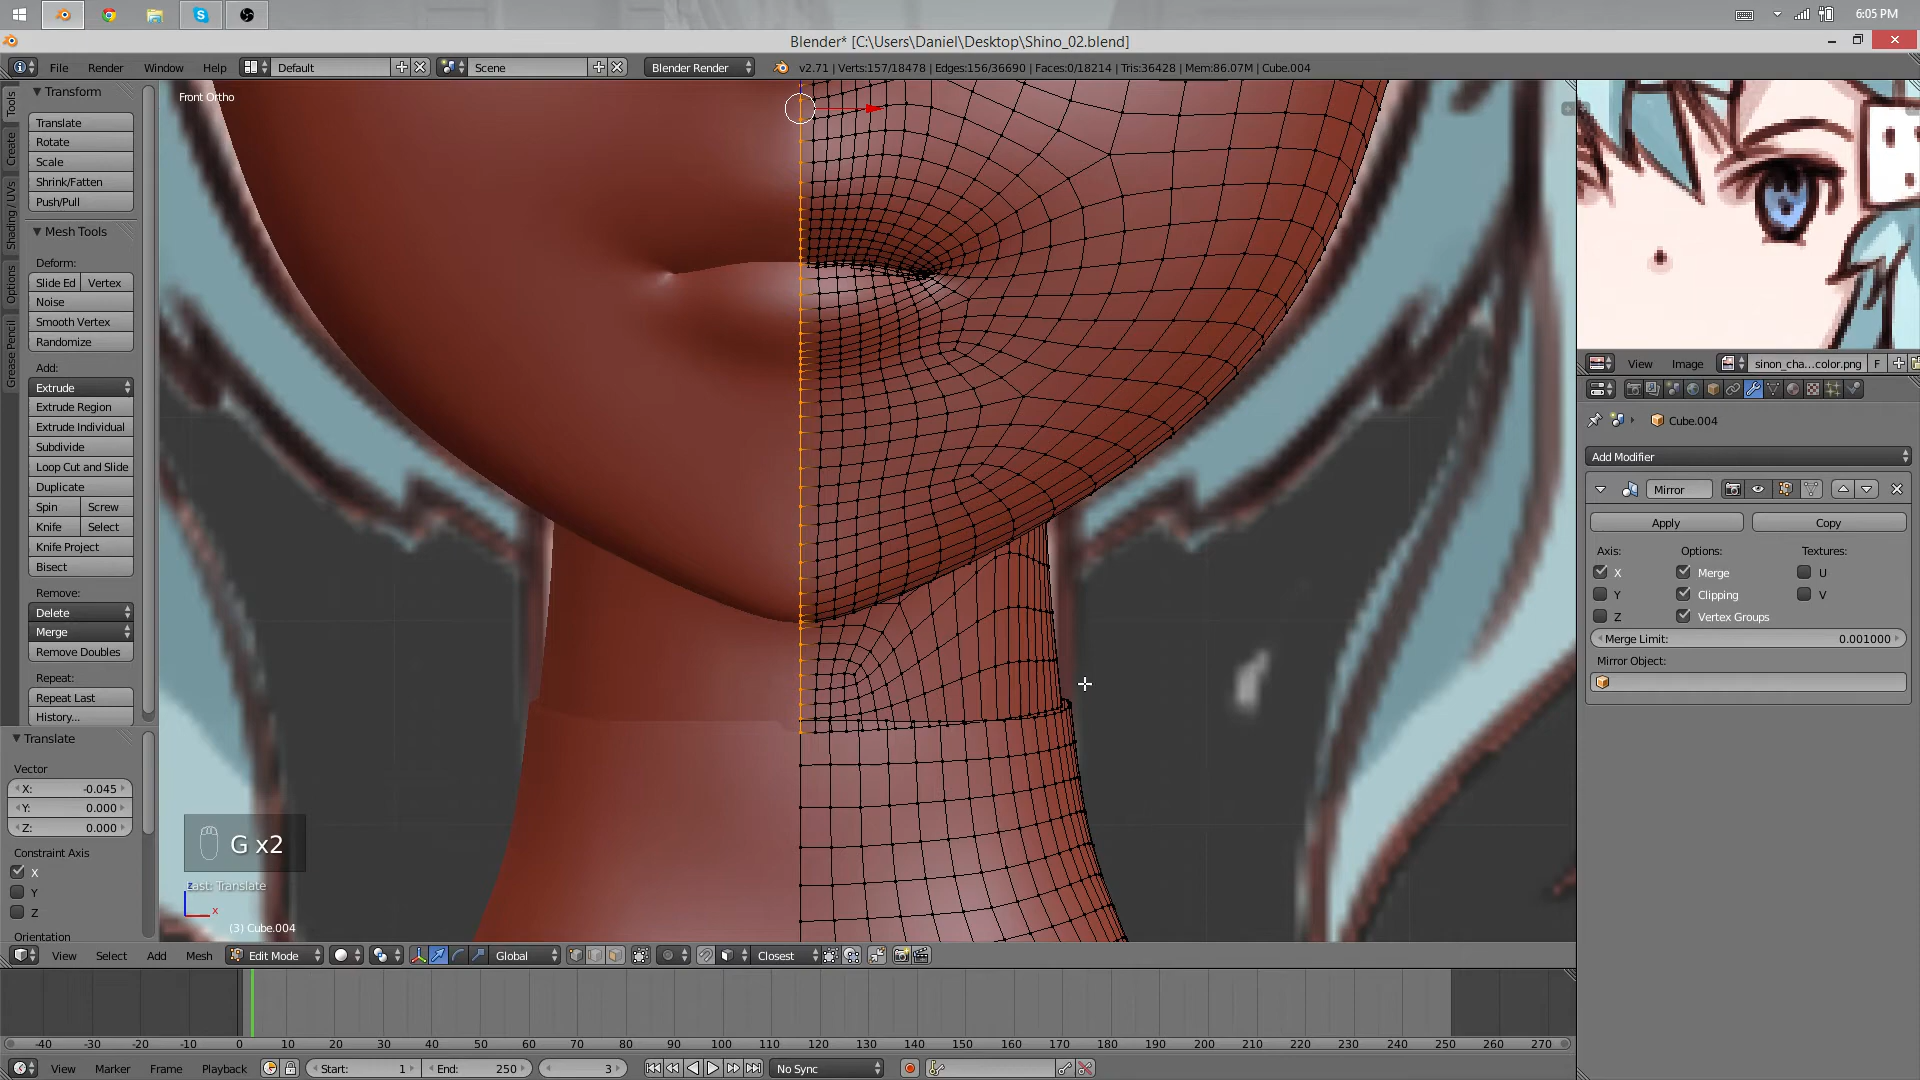 6:05 PM
Blender* [C:\Users\Daniel\Desktop\Shino_02.blend]
File Render Window Help Default Scene Blender Render v2.71 | Verts:157/18478 | Edges:156/36690 | Faces:0/18214 | Tris:36428 | Mem:86.07M | Cube.004
Tools
Create
Shading / UVs
Options
Grease Pencil
Transform
Translate
Rotate
Scale
Shrink/Fatten
Push/Pull
Mesh Tools
Deform:
Slide Ed Vertex
Noise
Smooth Vertex
Randomize
Add:
Extrude
Extrude Region
Extrude Individual
Subdivide
Loop Cut and Slide
Duplicate
Spin Screw
Knife Select
Knife Project
Bisect
Remove:
Delete
Merge
Remove Doubles
Repeat:
Repeat Last
History...
Translate
Vector
X: -0.045
Y: 0.000
Z: 0.000
Constraint Axis
X
Y
Z
Orientation
Front Ortho
G x2
Last: Translate
z
x
(3) Cube.004
View Select Add Mesh Edit Mode Global Closest
-40 -30 -20 -10 0 10 20 30 40 50 60 70 80 90 100 110 120 130 140 150 160 170 180 190 200 210 220 230 240 250 260 270
View Marker Frame Playback Start: 1 End: 250 3 No Sync
View Image sinon_cha...color.png F
Cube.004
Add Modifier
Mirror
Apply Copy
Axis: Options: Textures:
X Merge U
Y Clipping V
Z Vertex Groups
Merge Limit: 0.001000
Mirror Object: